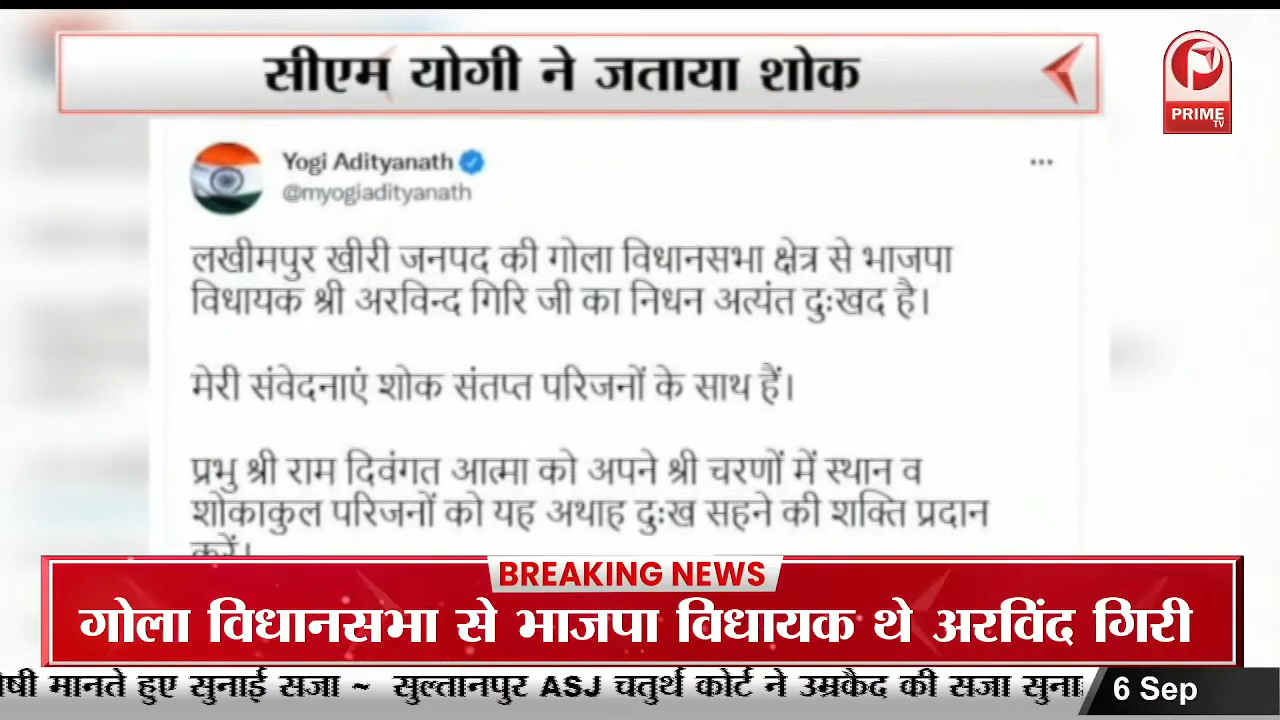 सीएम योगी ने जताया शोक
PRIME
TV
Yogi Adityanath
@myogiadityanath
लखीमपुर खीरी जनपद की गोला विधानसभा क्षेत्र से भाजपा
विधायक श्री अरविन्द गिरि जी का निधन अत्यंत दुःखद है।
मेरी संवेदनाएं शोक संतप्त परिजनों के साथ हैं।
प्रभु श्री राम दिवंगत आत्मा को अपने श्री चरणों में स्थान व
शोकाकुल परिजनों को यह अथाह दुःख सहने की शक्ति प्रदान
करें।
BREAKING NEWS
गोला विधानसभा से भाजपा विधायक थे अरविंद गिरी
मानते हुए सुनाई सजा ~ सुल्तानपुर ASJ चतुर्थ कोर्ट ने उम्रकैद की सजा
6 Sep